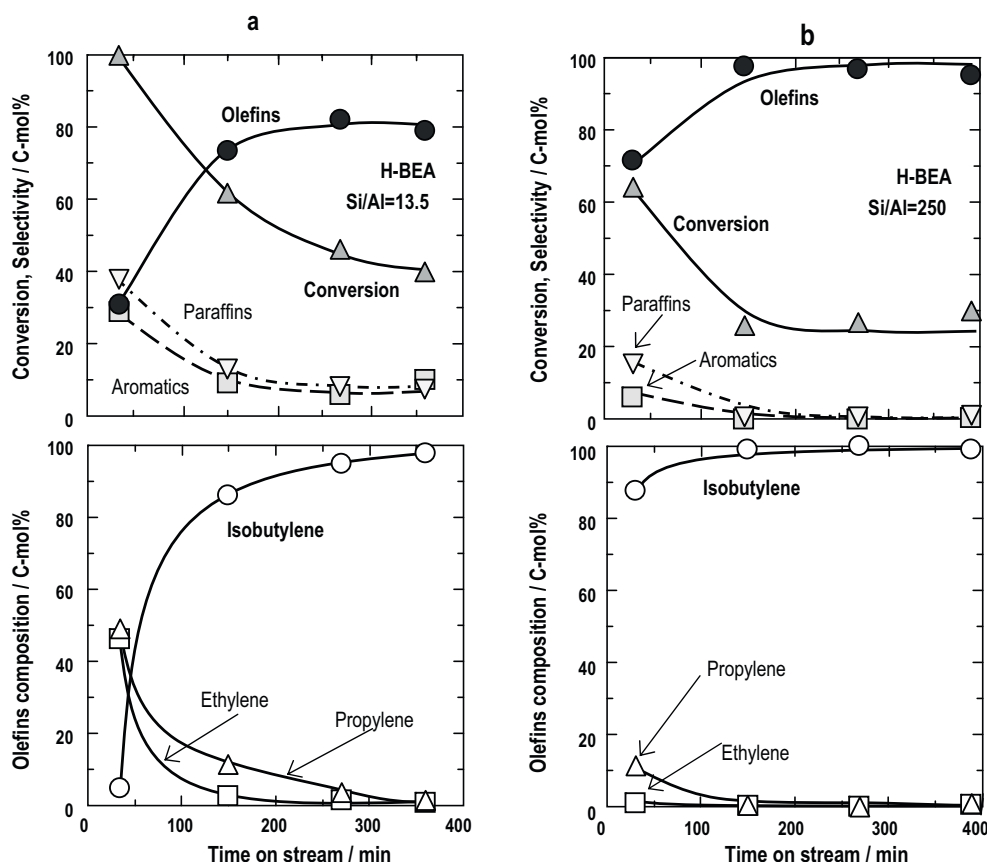 a
Conversion, Selectivity / C-mol%
100
80
60
40
20
0
Olefins
H-BEA
Si/Al=13.5
Conversion
Paraffins
Aromatics
Olefins composition / C-mol%
100
80
60
40
20
0
Isobutylene
Ethylene
Propylene
0 100 200 300 400
Time on stream / min
b
Conversion, Selectivity / C-mol%
100
80
60
40
20
0
Olefins
H-BEA
Si/Al=250
Conversion
Paraffins
Aromatics
Olefins composition / C-mol%
100
80
60
40
20
0
Isobutylene
Propylene
Ethylene
0 100 200 300 400
Time on stream / min